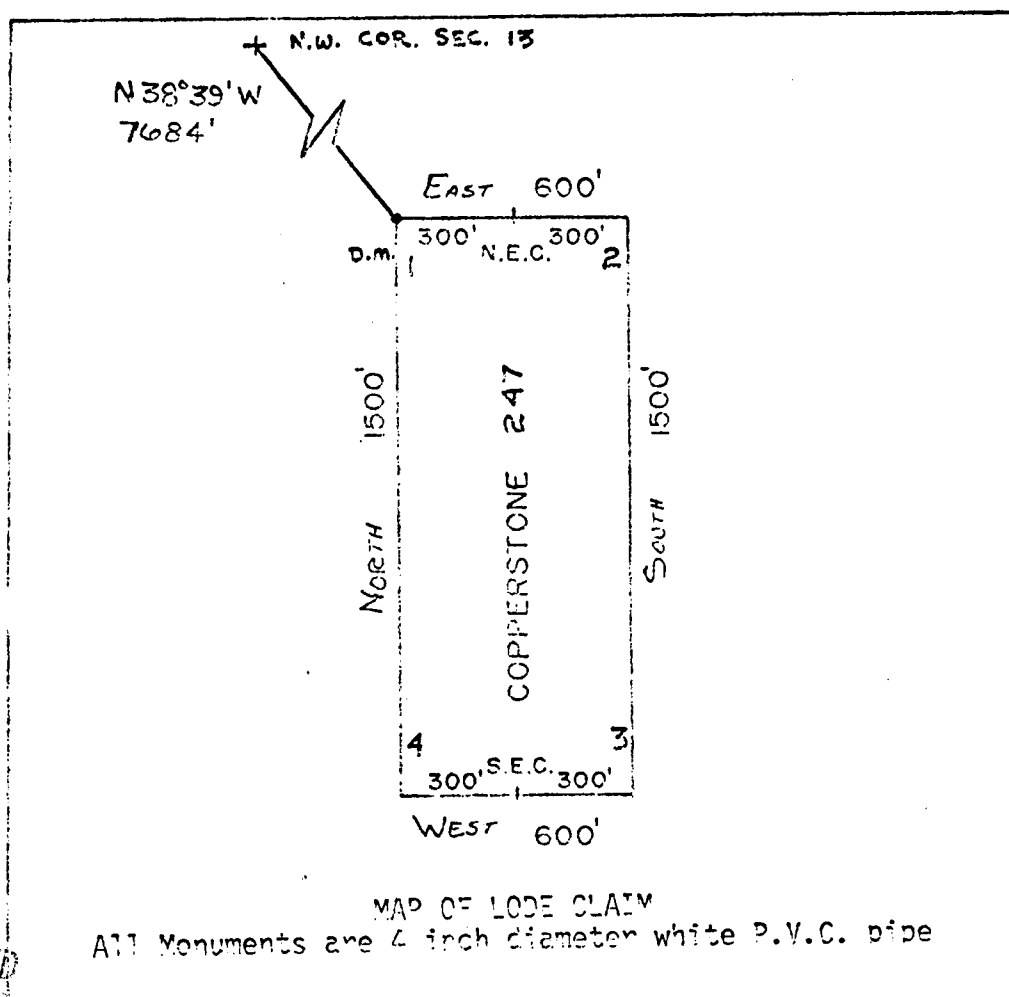 N.W. COR. SEC. 13
N 38°39' W
7684'
EAST 600'
300' 300'
D.M. 1 N.E.C. 2
NORTH 1500'
COPPERSTONE 247
SOUTH 1500'
4 3
S.E.C.
300' 300'
WEST 600'
MAP OF LODE CLAIM
All Monuments are 4 inch diameter white P.V.C. pipe